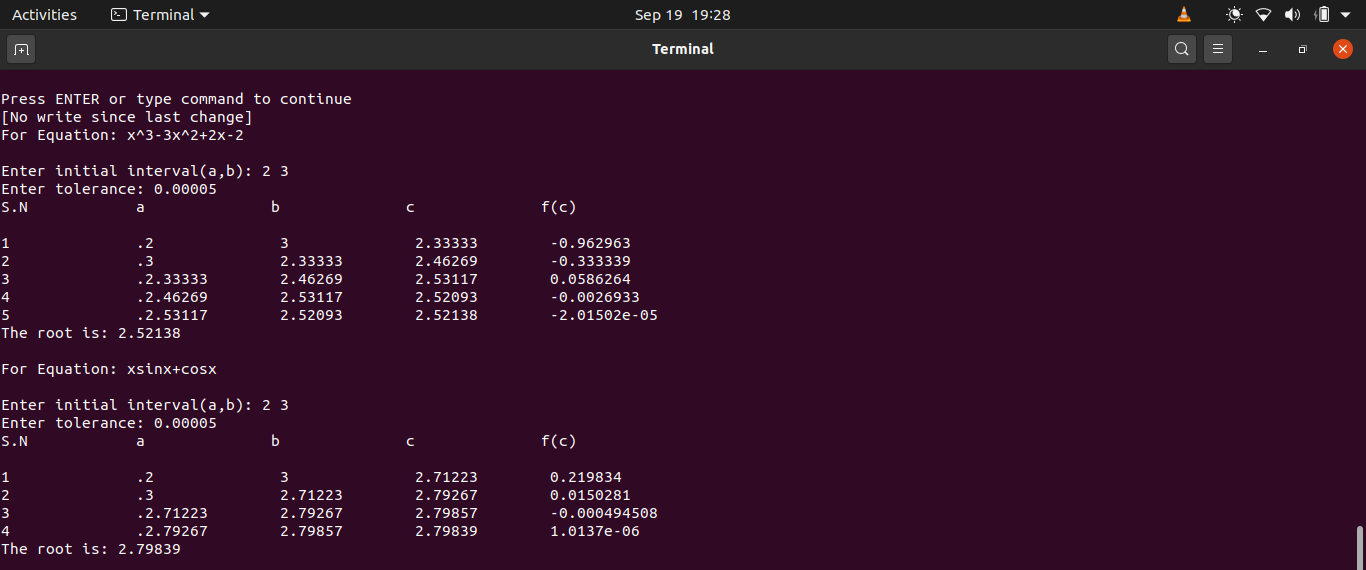 Activities Terminal Sep 19 19:28
Terminal
Press ENTER or type command to continue
[No write since last change]
For Equation: x^3-3x^2+2x-2
Enter initial interval(a,b): 2 3
Enter tolerance: 0.00005
S.N a b c f(c)
1 .2 3 2.33333 -0.962963
2 .3 2.33333 2.46269 -0.333339
3 .2.33333 2.46269 2.53117 0.0586264
4 .2.46269 2.53117 2.52093 -0.0026933
5 .2.53117 2.52093 2.52138 -2.01502e-05
The root is: 2.52138
For Equation: xsinx+cosx
Enter initial interval(a,b): 2 3
Enter tolerance: 0.00005
S.N a b c f(c)
1 .2 3 2.71223 0.219834
2 .3 2.71223 2.79267 0.0150281
3 .2.71223 2.79267 2.79857 -0.000494508
4 .2.79267 2.79857 2.79839 1.0137e-06
The root is: 2.79839